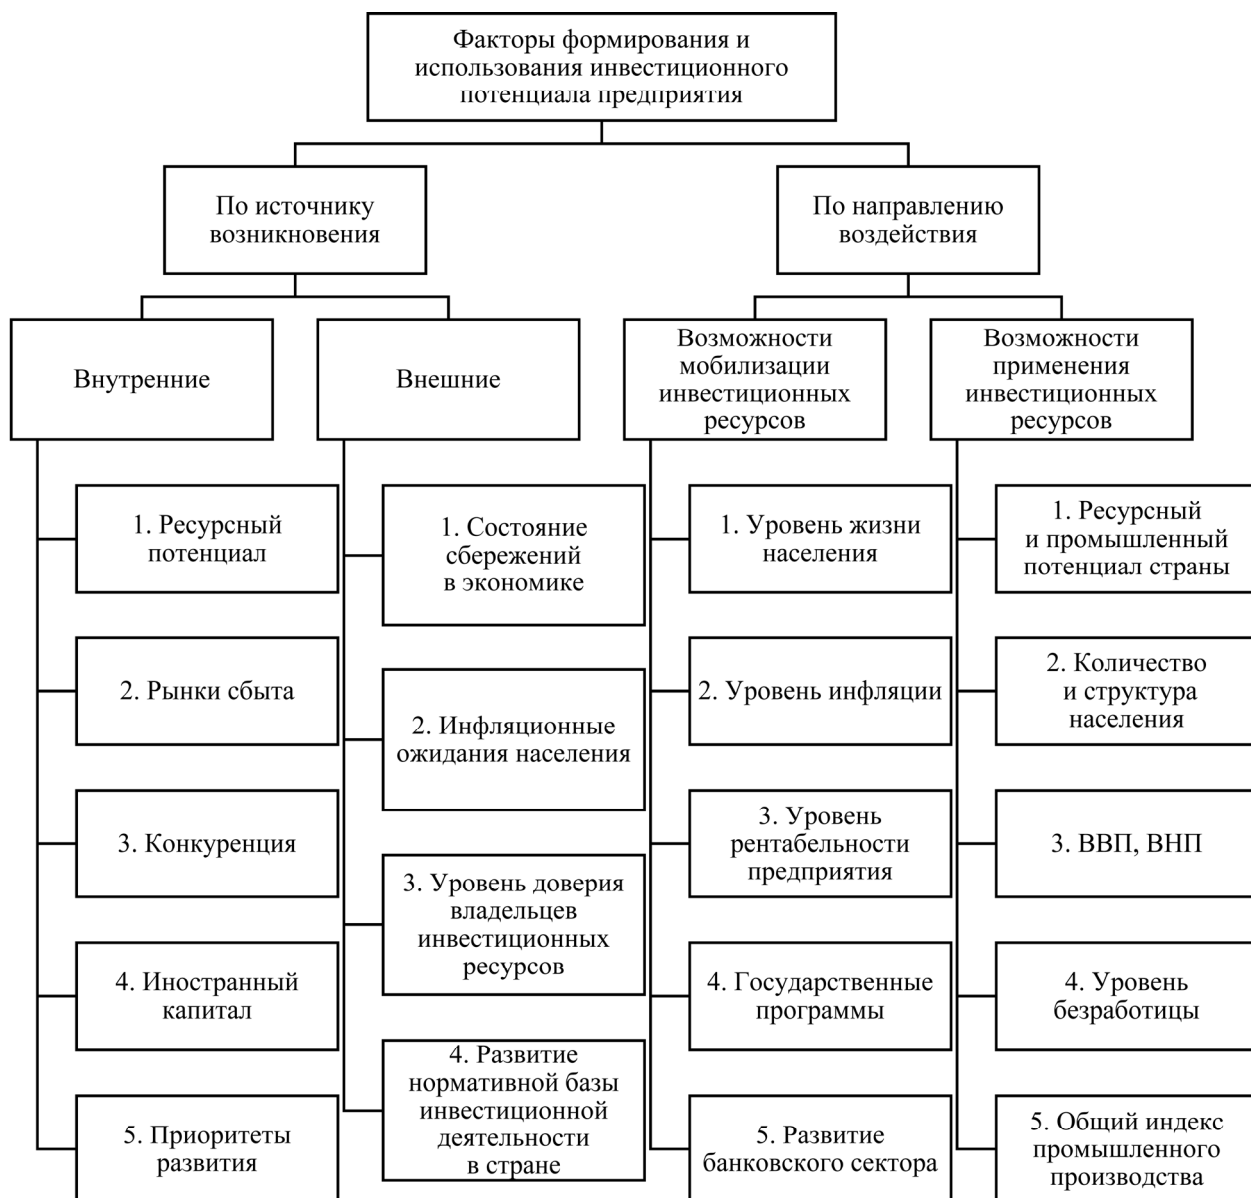 Факторы формирования и
использования инвестиционного
потенциала предприятия
По источнику
возникновения
По направлению
воздействия
Внутренние
Внешние
Возможности
мобилизации
инвестиционных
ресурсов
Возможности
применения
инвестиционных
ресурсов
1. Ресурсный
потенциал
2. Рынки сбыта
3. Конкуренция
4. Иностранный
капитал
5. Приоритеты
развития
1. Состояние
сбережений
в экономике
2. Инфляционные
ожидания населения
3. Уровень доверия
владельцев
инвестиционных
ресурсов
4. Развитие
нормативной базы
инвестиционной
деятельности
в стране
1. Уровень жизни
населения
2. Уровень инфляции
3. Уровень
рентабельности
предприятия
4. Государственные
программы
5. Развитие
банковского сектора
1. Ресурсный
и промышленный
потенциал страны
2. Количество
и структура
населения
3. ВВП, ВНП
4. Уровень
безработицы
5. Общий индекс
промышленного
производства